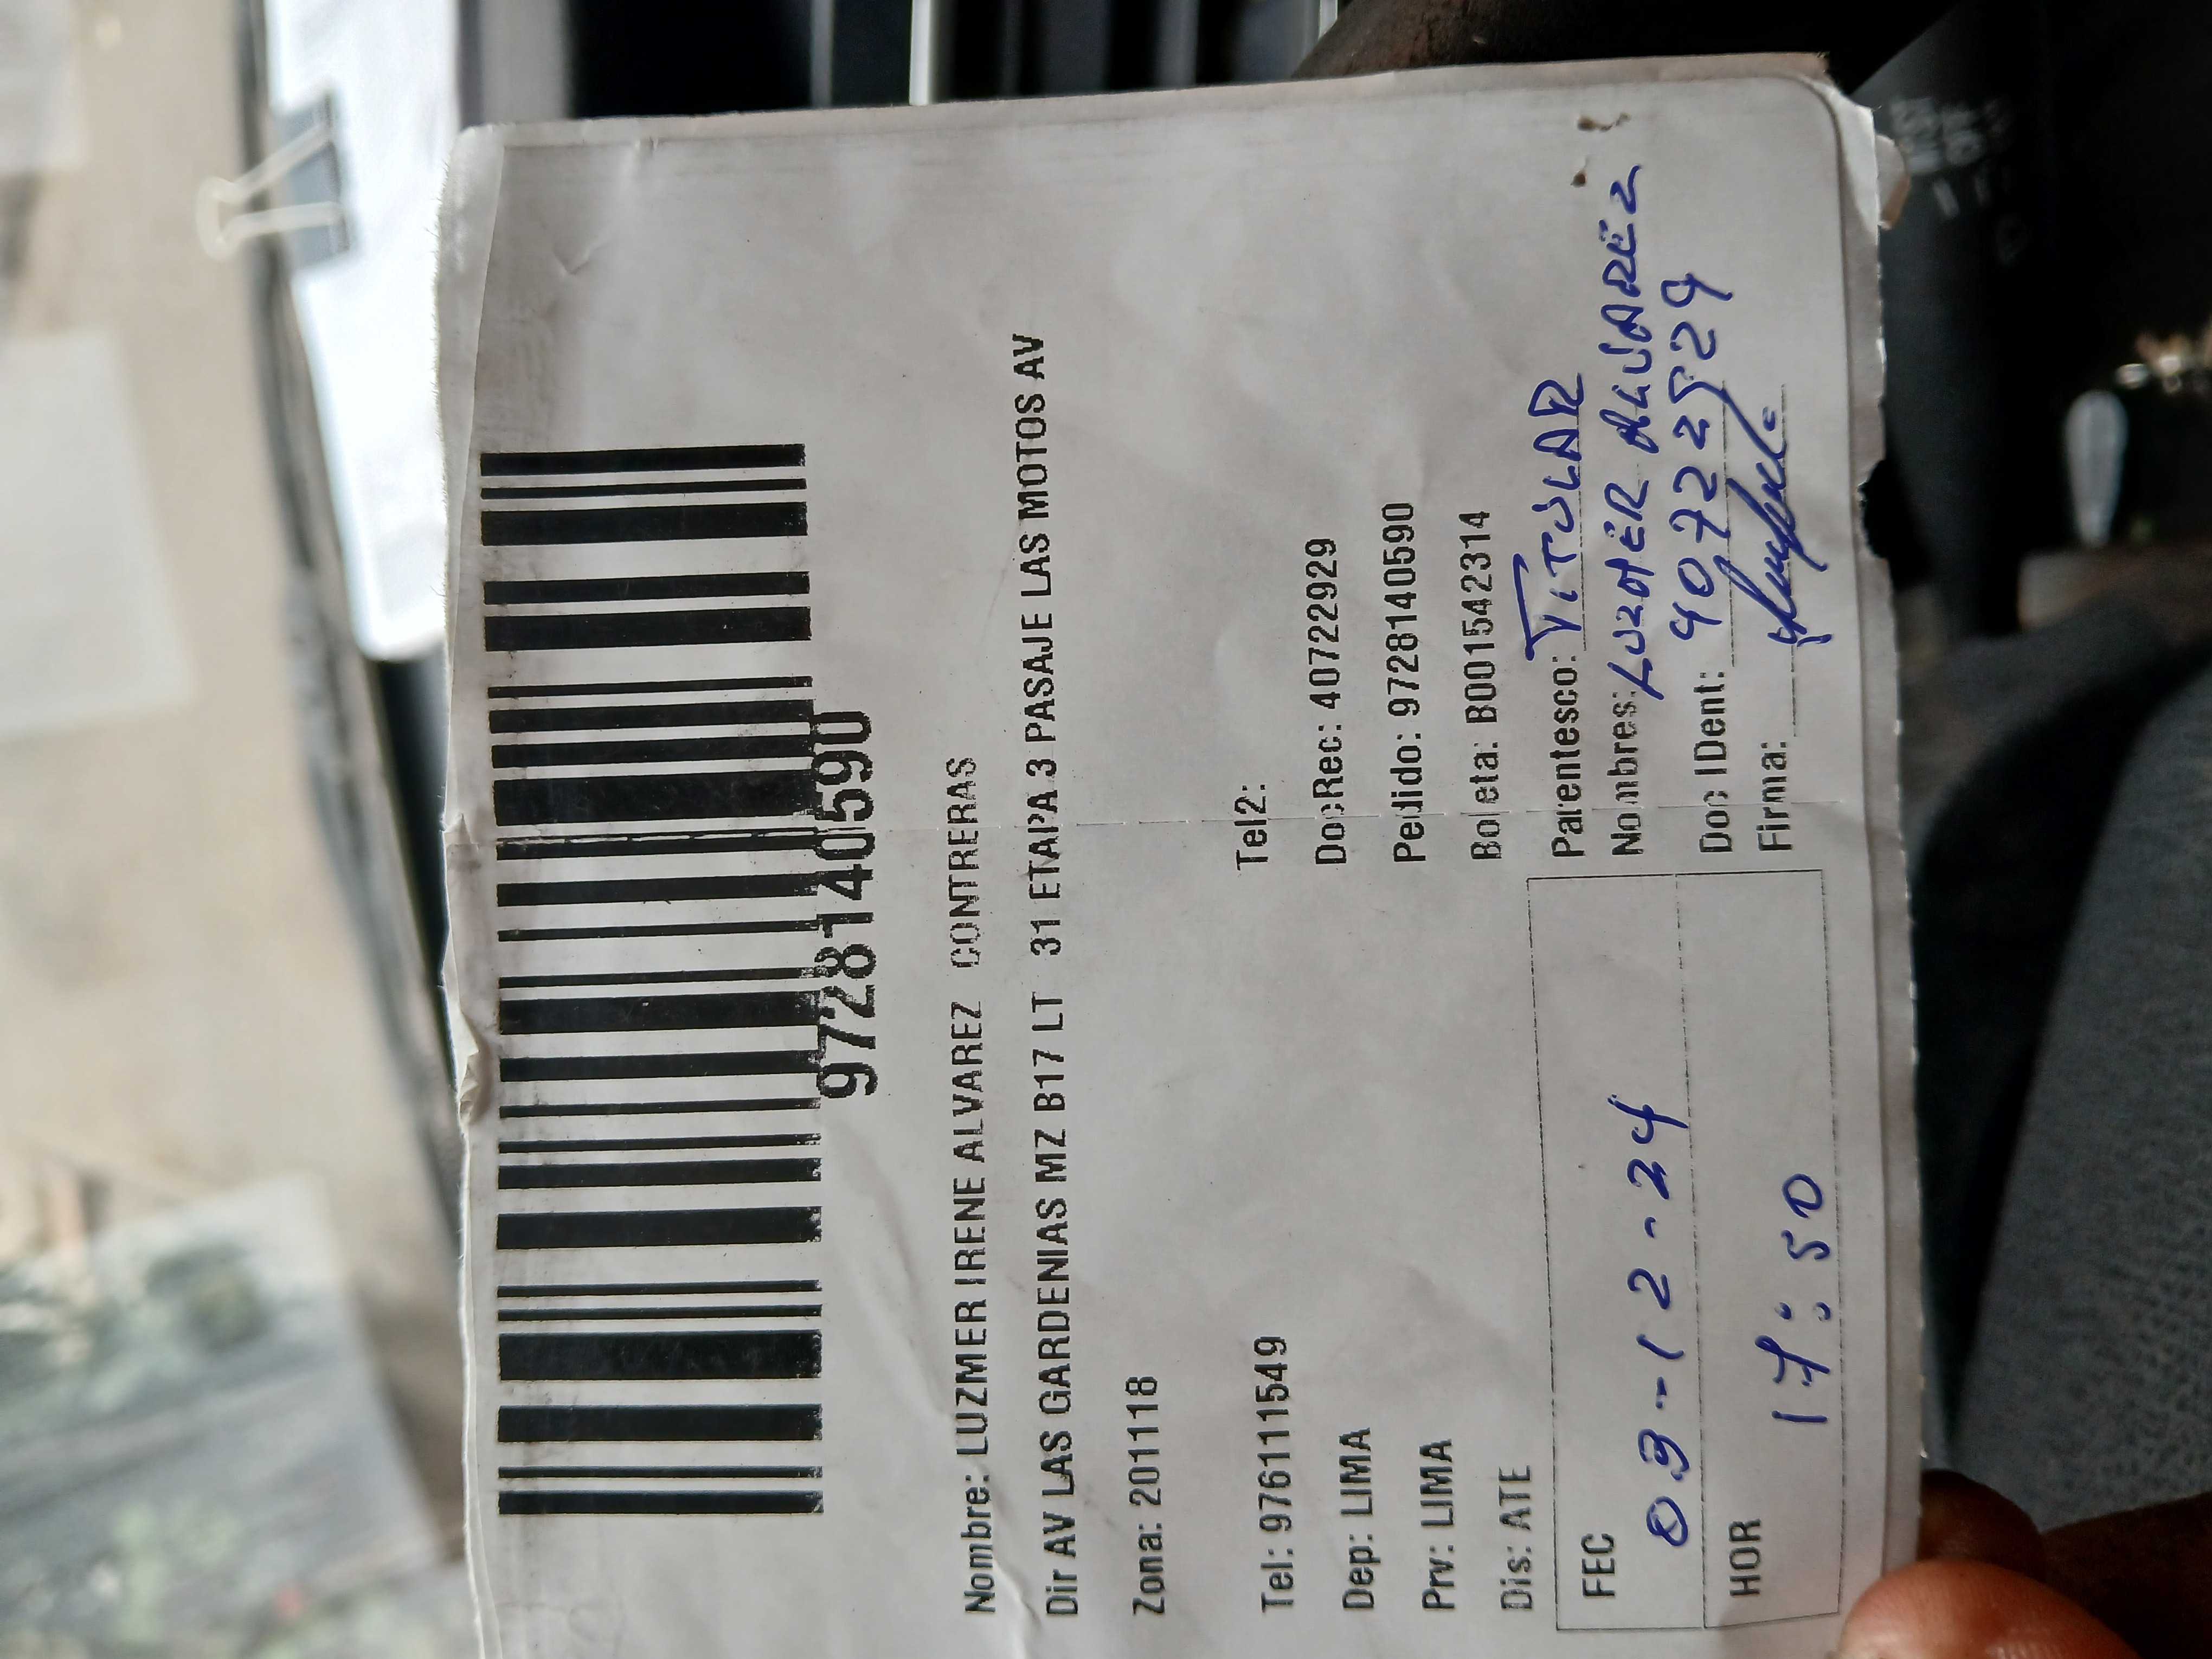 9728140590
Nombre: LUZMER IRENE ALVAREZ CONTRERAS
Dir AV LAS GARDENIAS MZ B17 LT 31 ETAPA 3 PASAJE LAS MOTOS AV
Zona: 201118
Tel: 976111549 Tel2:
Dep: LIMA DocRec: 40722929
Prv: LIMA Pedido: 9728140590
Dis: ATE Boleta: B001542314
FEC 03-12-24
HOR 17:50
Parentesco: TITULAR
Nombres: LUZMER ALVAREZ
Doc IDent: 40722529
Firma: